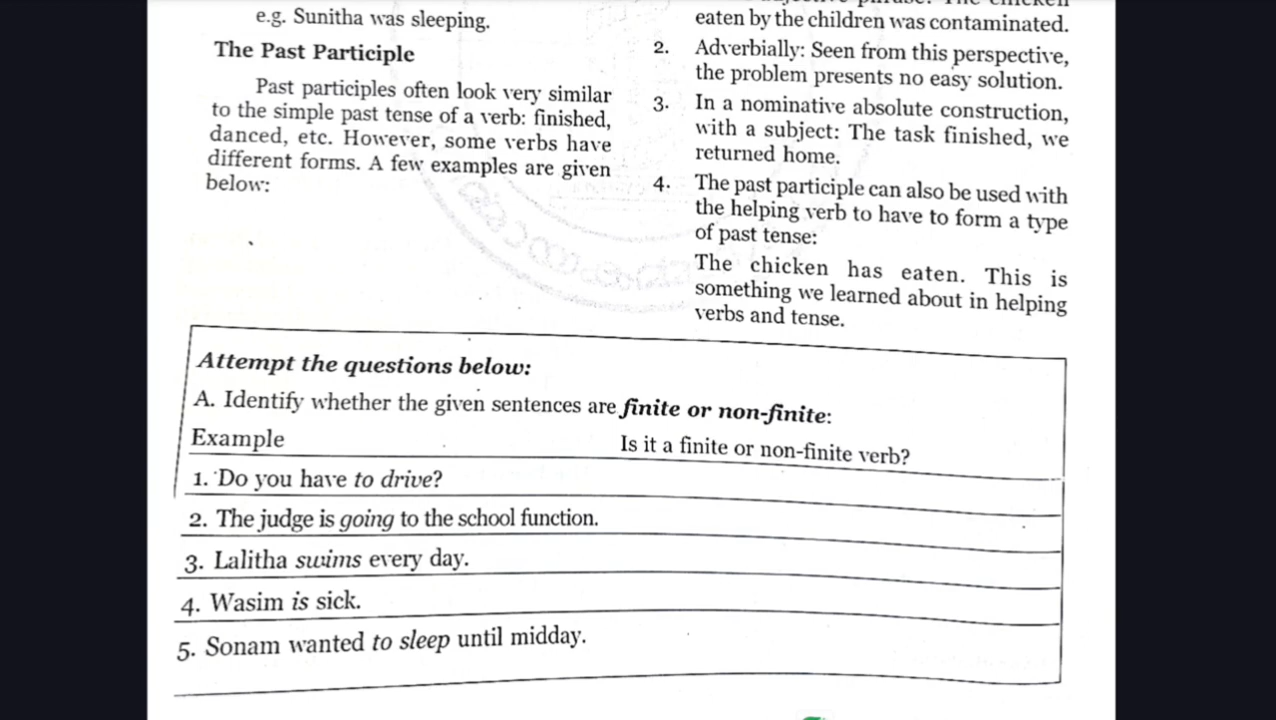 e.g. Sunitha was sleeping.
The Past Participle
Past participles often look very similar
to the simple past tense of a verb: finished,
danced, etc. However, some verbs have
different forms. A few examples are given
below:
eaten by the children was contaminated.
2. Adverbially: Seen from this perspective,
the problem presents no easy solution.
3. In a nominative absolute construction,
with a subject: The task finished, we
returned home.
4. The past participle can also be used with
the helping verb to have to form a type
of past tense:
The chicken has eaten. This is
something we learned about in helping
verbs and tense.
Attempt the questions below:
A. Identify whether the given sentences are finite or non-finite:
Example Is it a finite or non-finite verb?
1. Do you have to drive?
2. The judge is going to the school function.
3. Lalitha swims every day.
4. Wasim is sick.
5. Sonam wanted to sleep until midday.